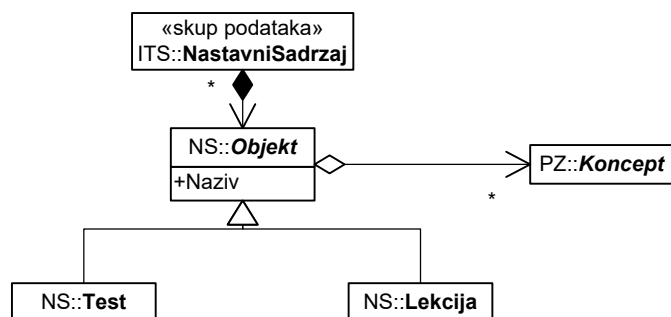 «skup podataka»
ITS::NastavniSadrzaj
*
NS::Objekt
+Naziv
PZ::Koncept
*
NS::Test
NS::Lekcija